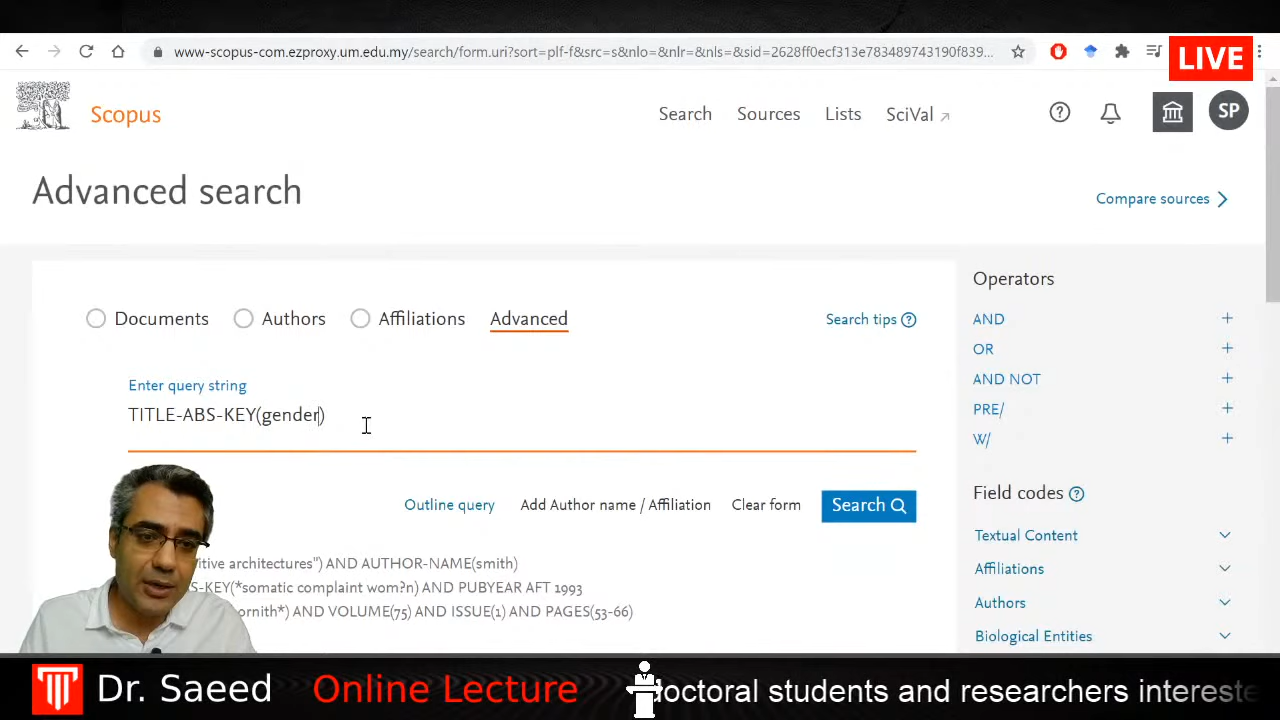 www-scopus-com.ezproxy.um.edu.my/search/form.uri?sort=plf-f&src=s&nlo=&nlr=&nls=&sid=2628ff0ecf313e783489743190f839...
LIVE
Scopus
Search
Sources
Lists
SciVal
SP
Advanced search
Compare sources
Documents
Authors
Affiliations
Advanced
Search tips
Enter query string
TITLE-ABS-KEY(gender)
Outline query
Add Author name / Affiliation
Clear form
Search
itive architectures") AND AUTHOR-NAME(smith)
S-KEY(*somatic complaint wom?n) AND PUBYEAR AFT 1993
ornith*) AND VOLUME(75) AND ISSUE(1) AND PAGES(53-66)
Operators
AND
OR
AND NOT
PRE/
W/
Field codes
Textual Content
Affiliations
Authors
Biological Entities
Dr. Saeed
Online Lecture
doctoral students and researchers intereste